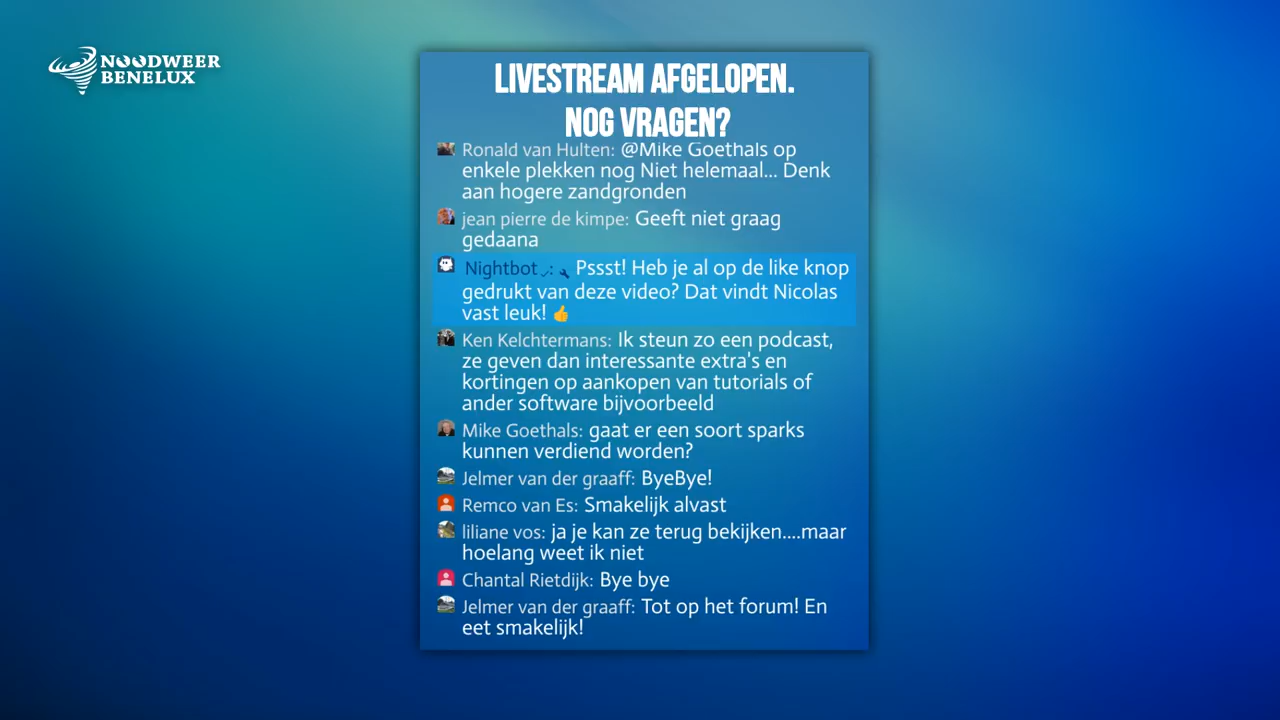 NOODWEER
BENELUX
LIVESTREAM AFGELOPEN.
NOG VRAGEN?
Ronald van Hulten: @Mike Goethals op
enkele plekken nog Niet helemaal... Denk
aan hogere zandgronden
jean pierre de kimpe: Geeft niet graag
gedaana
Nightbot: Pssst! Heb je al op de like knop
gedrukt van deze video? Dat vindt Nicolas
vast leuk! 👍
Ken Kelchtermans: Ik steun zo een podcast,
ze geven dan interessante extra's en
kortingen op aankopen van tutorials of
ander software bijvoorbeeld
Mike Goethals: gaat er een soort sparks
kunnen verdiend worden?
Jelmer van der graaff: ByeBye!
Remco van Es: Smakelijk alvast
liliane vos: ja je kan ze terug bekijken....maar
hoelang weet ik niet
Chantal Rietdijk: Bye bye
Jelmer van der graaff: Tot op het forum! En
eet smakelijk!